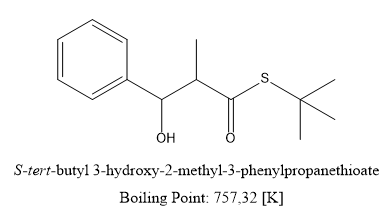 S
OH
O
S-tert-butyl 3-hydroxy-2-methyl-3-phenylpropanethioate
Boiling Point: 757,32 [K]